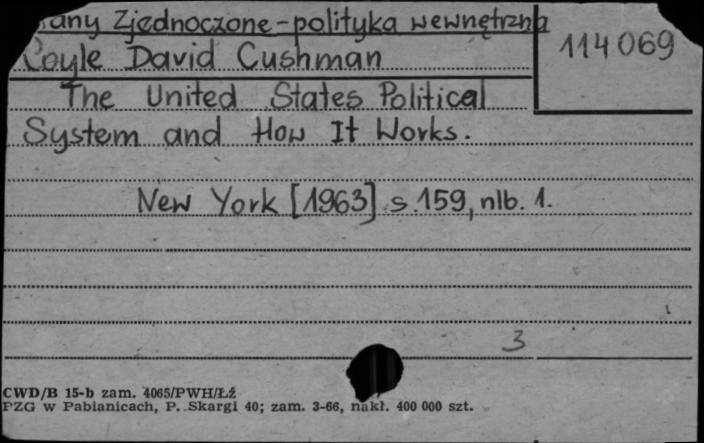 Stany Zjednoczone-polityka wewnętrzna
Coyle David Cushman
114069
The United States Political
System and How It Works.
New York [1963] s.159, nlb. 1.
3
CWD/B 15-b zam. 4065/PWH/ŁŹ
PZG w Pabianicach, P. Skargi 40; zam. 3-66, nakł. 400 000 szt.